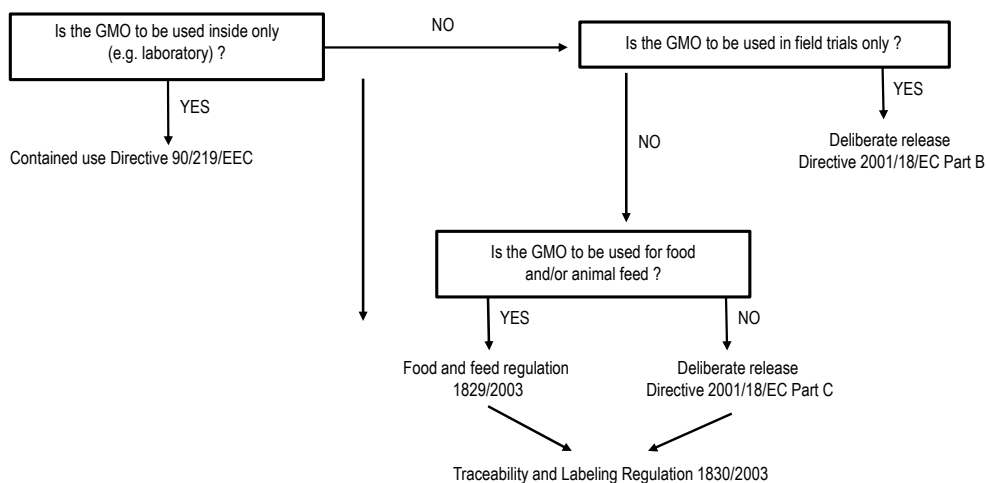 Is the GMO to be used inside only
(e.g. laboratory) ?
NO
Is the GMO to be used in field trials only ?
YES
Contained use Directive 90/219/EEC
YES
Deliberate release
Directive 2001/18/EC Part B
NO
Is the GMO to be used for food
and/or animal feed ?
YES
NO
Food and feed regulation
1829/2003
Deliberate release
Directive 2001/18/EC Part C
Traceability and Labeling Regulation 1830/2003